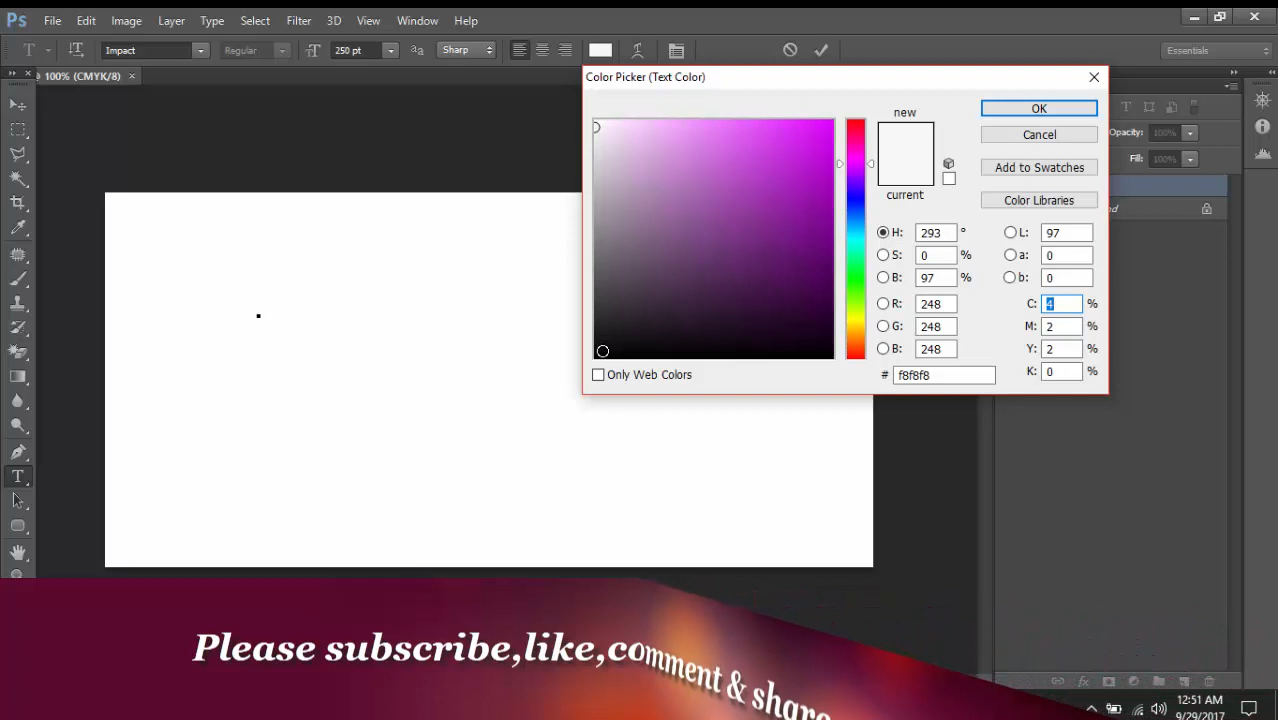 Ps File Edit Image Layer Type Select Filter 3D View Window Help
T Impact Regular 250 pt Sharp Essentials
100% (CMYK/8)
Color Picker (Text Color)
new
OK
Cancel
Add to Swatches
current
Color Libraries
H: 293 ° L: 97
S: 0 % a: 0
B: 97 % b: 0
R: 248 C: 4 %
G: 248 M: 2 %
B: 248 Y: 2 %
# f8f8f8 K: 0 %
Only Web Colors
Opacity: 100%
Fill: 100%
Please subscribe,like,comment & share
12:51 AM
9/29/2017